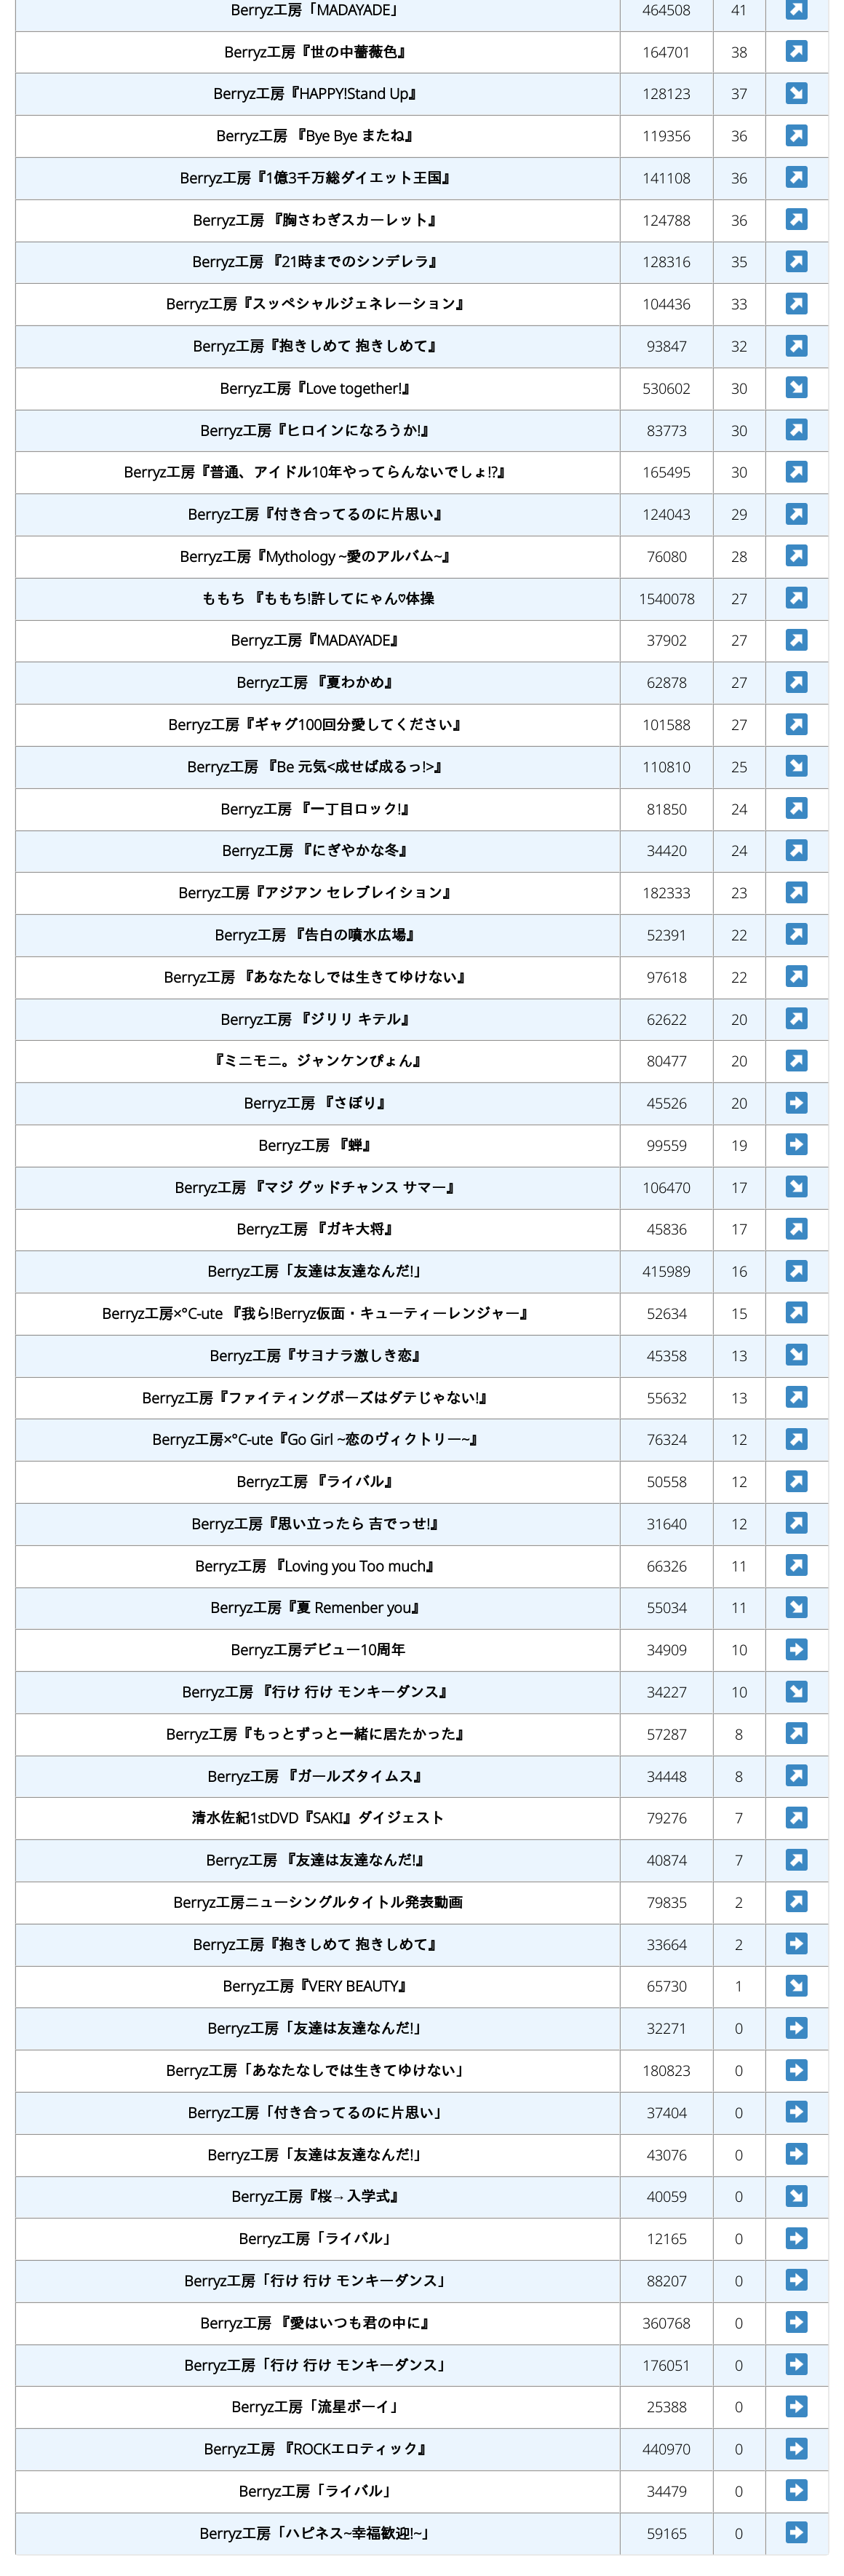 Berryz工房「MADAYADE」 464508 41 ↗
Berryz工房『世の中薔薇色』 164701 38 ↗
Berryz工房『HAPPY!Stand Up』 128123 37 ↘
Berryz工房 『Bye Bye またね』 119356 36 ↗
Berryz工房『1億3千万総ダイエット王国』 141108 36 ↗
Berryz工房 『胸さわぎスカーレット』 124788 36 ↗
Berryz工房 『21時までのシンデレラ』 128316 35 ↗
Berryz工房『スッペシャルジェネレーション』 104436 33 ↗
Berryz工房『抱きしめて 抱きしめて』 93847 32 ↗
Berryz工房『Love together!』 530602 30 ↘
Berryz工房『ヒロインになろうか!』 83773 30 ↗
Berryz工房『普通、アイドル10年やってらんないでしょ!?』 165495 30 ↗
Berryz工房『付き合ってるのに片思い』 124043 29 ↗
Berryz工房『Mythology ~愛のアルバム~』 76080 28 ↗
ももち 『ももち!許してにゃん♡体操 1540078 27 ↗
Berryz工房『MADAYADE』 37902 27 ↗
Berryz工房 『夏わかめ』 62878 27 ↗
Berryz工房『ギャグ100回分愛してください』 101588 27 ↗
Berryz工房 『Be 元気<成せば成るっ!>』 110810 25 ↘
Berryz工房 『一丁目ロック!』 81850 24 ↗
Berryz工房 『にぎやかな冬』 34420 24 ↗
Berryz工房『アジアン セレブレイション』 182333 23 ↗
Berryz工房 『告白の噴水広場』 52391 22 ↗
Berryz工房 『あなたなしでは生きてゆけない』 97618 22 ↗
Berryz工房 『ジリリ キテル』 62622 20 ↗
『ミニモニ。ジャンケンぴょん』 80477 20 ↗
Berryz工房 『さぼり』 45526 20 →
Berryz工房 『蝉』 99559 19 →
Berryz工房 『マジ グッドチャンス サマー』 106470 17 ↘
Berryz工房 『ガキ大将』 45836 17 ↗
Berryz工房「友達は友達なんだ!」 415989 16 ↗
Berryz工房×°C-ute 『我ら!Berryz仮面・キューティーレンジャー』 52634 15 ↗
Berryz工房『サヨナラ激しき恋』 45358 13 ↘
Berryz工房『ファイティングポーズはダテじゃない!』 55632 13 ↗
Berryz工房×°C-ute『Go Girl ~恋のヴィクトリー~』 76324 12 ↗
Berryz工房 『ライバル』 50558 12 ↗
Berryz工房『思い立ったら 吉でっせ!』 31640 12 ↗
Berryz工房 『Loving you Too much』 66326 11 ↗
Berryz工房『夏 Remenber you』 55034 11 ↘
Berryz工房デビュー10周年 34909 10 →
Berryz工房 『行け 行け モンキーダンス』 34227 10 ↘
Berryz工房『もっとずっと一緒に居たかった』 57287 8 ↗
Berryz工房 『ガールズタイムス』 34448 8 ↗
清水佐紀1stDVD『SAKI』ダイジェスト 79276 7 ↗
Berryz工房 『友達は友達なんだ!』 40874 7 ↗
Berryz工房ニューシングルタイトル発表動画 79835 2 ↗
Berryz工房『抱きしめて 抱きしめて』 33664 2 →
Berryz工房『VERY BEAUTY』 65730 1 ↘
Berryz工房「友達は友達なんだ!」 32271 0 →
Berryz工房「あなたなしでは生きてゆけない」 180823 0 →
Berryz工房「付き合ってるのに片思い」 37404 0 →
Berryz工房「友達は友達なんだ!」 43076 0 →
Berryz工房『桜→入学式』 40059 0 ↘
Berryz工房「ライバル」 12165 0 →
Berryz工房「行け 行け モンキーダンス」 88207 0 →
Berryz工房 『愛はいつも君の中に』 360768 0 →
Berryz工房「行け 行け モンキーダンス」 176051 0 →
Berryz工房「流星ボーイ」 25388 0 →
Berryz工房 『ROCKエロティック』 440970 0 →
Berryz工房「ライバル」 34479 0 →
Berryz工房「ハピネス~幸福歓迎!~」 59165 0 →